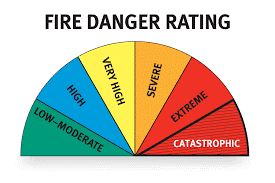 FIRE DANGER RATING
LOW–MODERATE
HIGH
VERY HIGH
SEVERE
EXTREME
CATASTROPHIC